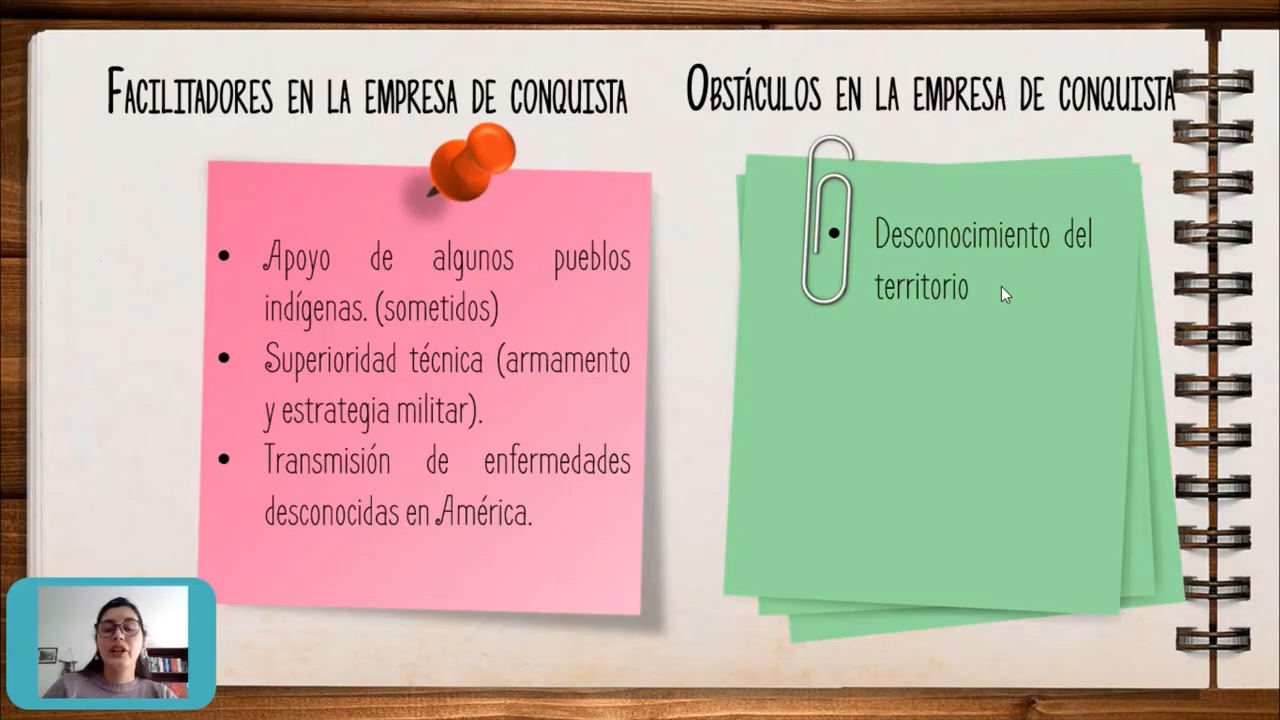 Facilitadores en la empresa de conquista
• Apoyo de algunos pueblos
indígenas. (sometidos)
• Superioridad técnica (armamento
y estrategia militar).
• Transmisión de enfermedades
desconocidas en América.
Obstáculos en la empresa de conquista
• Desconocimiento del
territorio